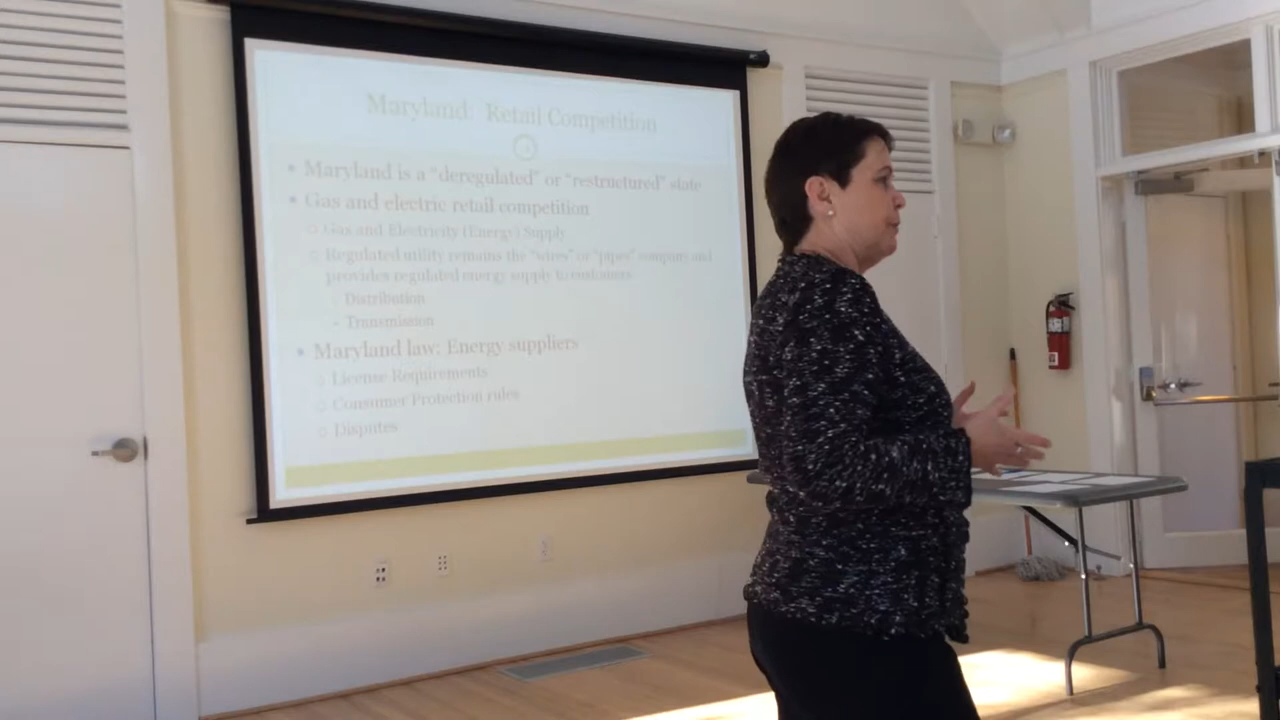 Maryland: Retail Competition
• Maryland is a "deregulated" or "restructured" state
• Gas and electric retail competition
○ Gas and Electricity (Energy) Supply
○ Regulated utility remains the "wires" or "pipes" company and
provides regulated energy supply to customers
- Distribution
- Transmission
• Maryland law: Energy suppliers
○ License Requirements
○ Consumer Protection rules
○ Disputes